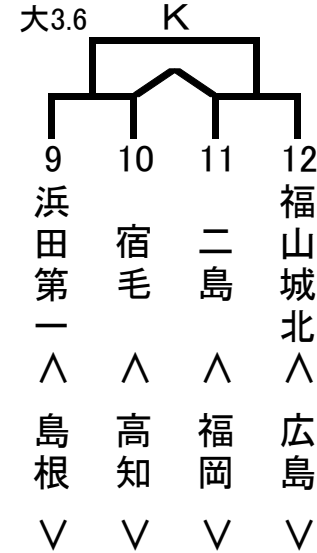 大3.6 K
9 10 11 12
浜田第一
<島根>
宿毛
<高知>
二島
<福岡>
福山城北
<広島>